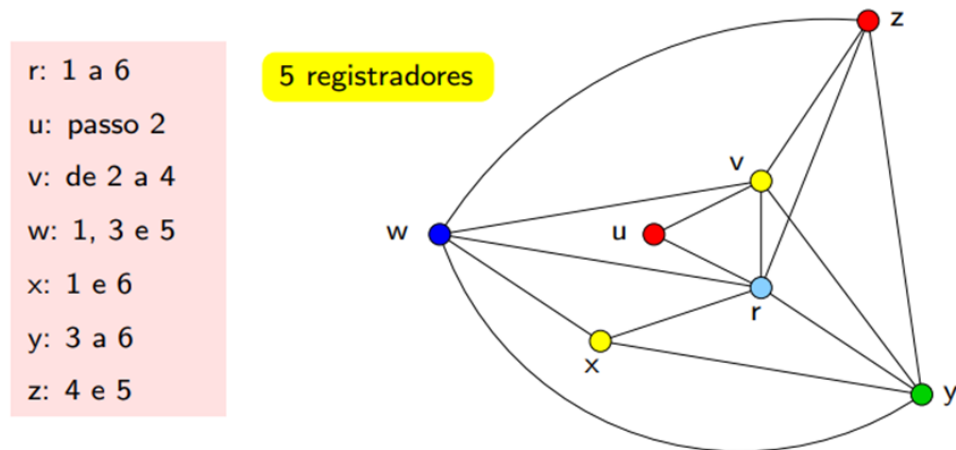 r: 1 a 6
u: passo 2
v: de 2 a 4
w: 1, 3 e 5
x: 1 e 6
y: 3 a 6
z: 4 e 5
5 registradores
z
v
w
u
r
x
y